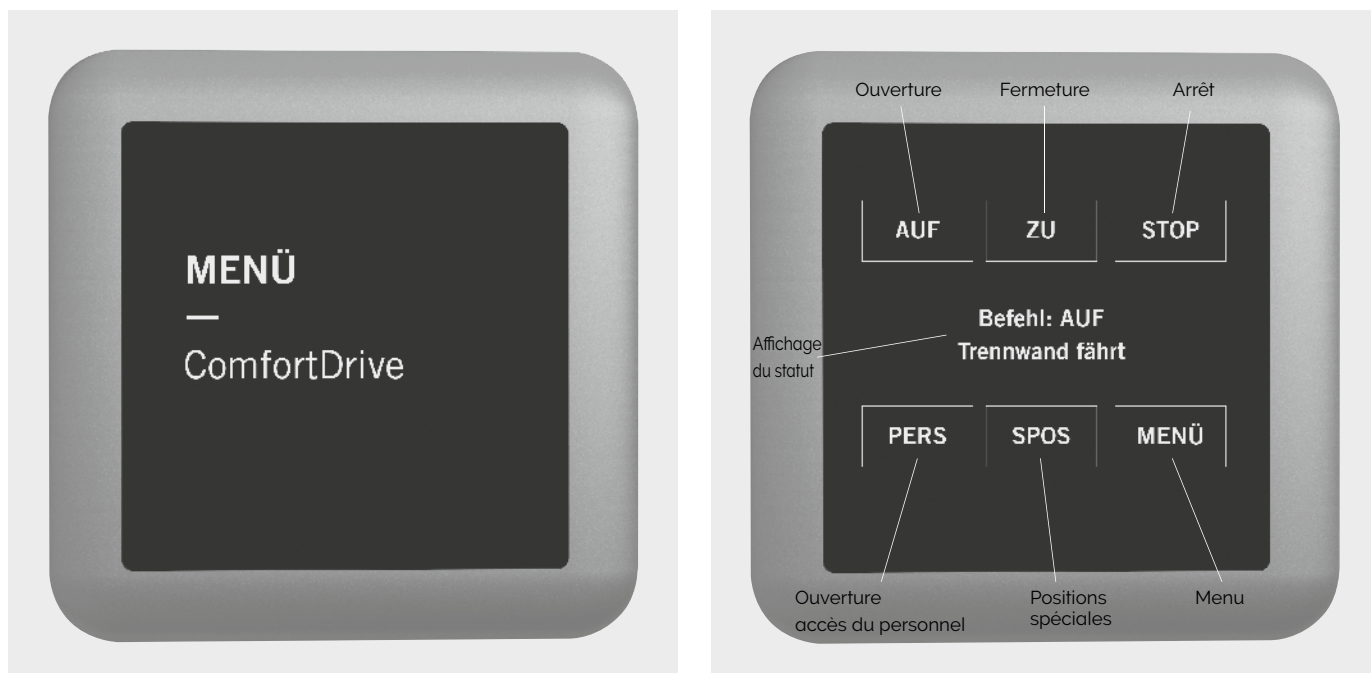 MENÜ
ComfortDrive
Ouverture
Fermeture
Arrêt
AUF
ZU
STOP
Befehl: AUF
Trennwand fährt
Affichage
du statut
PERS
SPOS
MENÜ
Ouverture
accès du personnel
Positions
spéciales
Menu